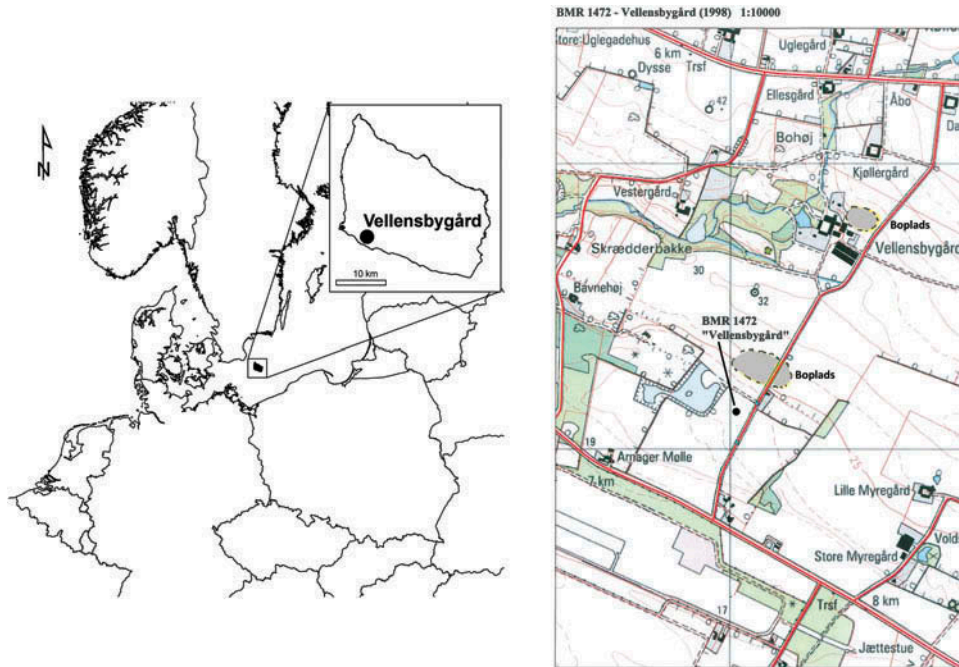 BMR 1472 - Vellensbygård (1998) 1:10000
N
Vellensbygård
10 km
Store Uglegadehus
6 km
Trsf
Dysse
Uglegård
42
Ellesgård
Åbo
Bohøj
Kjøllergård
Vestergård
Boplads
Vellensbygård
Skrædderbakke
30
32
Bavnehøj
BMR 1472
"Vellensbygård"
Boplads
19
25
Arnager Mølle
7 km
Lille Myregård
Store Myregård
17
Trsf
8 km
Jættestue